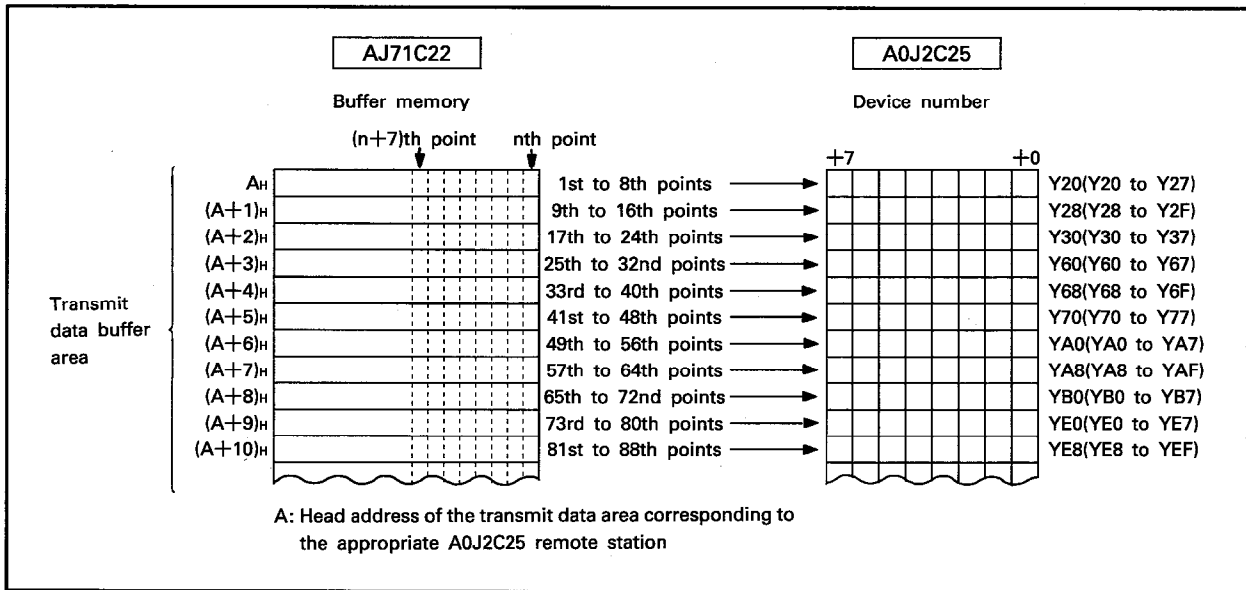 AJ71C22 A0J2C25
Buffer memory Device number
(n+7)th point nth point
+7 +0
AH 1st to 8th points Y20(Y20 to Y27)
(A+1)H 9th to 16th points Y28(Y28 to Y2F)
(A+2)H 17th to 24th points Y30(Y30 to Y37)
(A+3)H 25th to 32nd points Y60(Y60 to Y67)
(A+4)H 33rd to 40th points Y68(Y68 to Y6F)
(A+5)H 41st to 48th points Y70(Y70 to Y77)
(A+6)H 49th to 56th points YA0(YA0 to YA7)
(A+7)H 57th to 64th points YA8(YA8 to YAF)
(A+8)H 65th to 72nd points YB0(YB0 to YB7)
(A+9)H 73rd to 80th points YE0(YE0 to YE7)
(A+10)H 81st to 88th points YE8(YE8 to YEF)
Transmit
data buffer
area
A: Head address of the transmit data area corresponding to
the appropriate A0J2C25 remote station